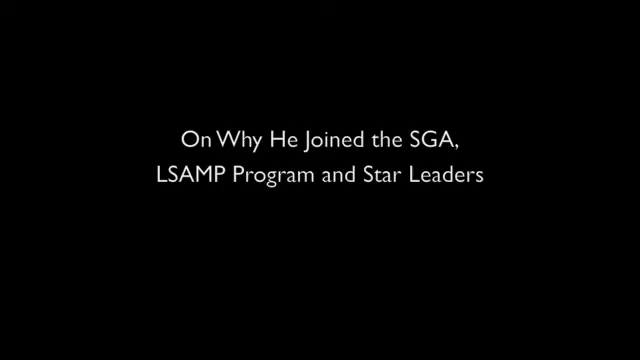 On Why He Joined the SGA,
LSAMP Program and Star Leaders